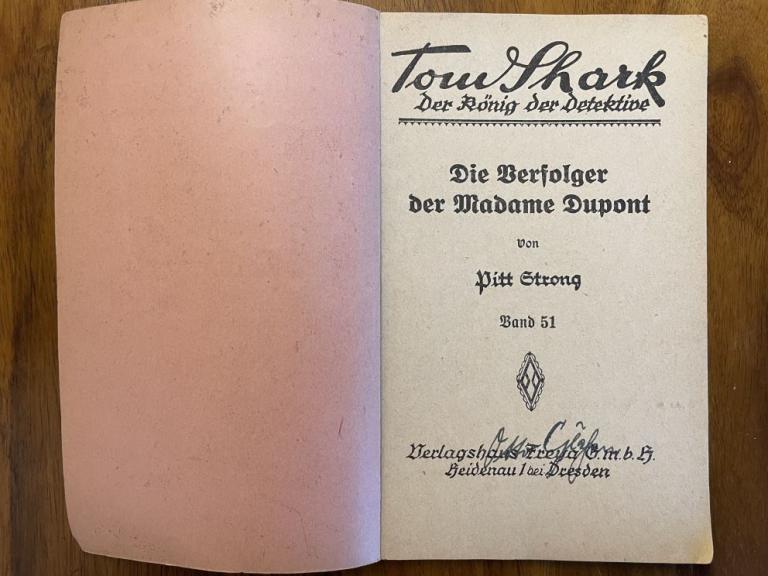 Tom Shark
Der König der Detektive
Die Verfolger
der Madame Dupont
von
Pitt Strong
Band 51
Verlagshaus Freya G.m.b.H.
Heidenau 1 bei Dresden